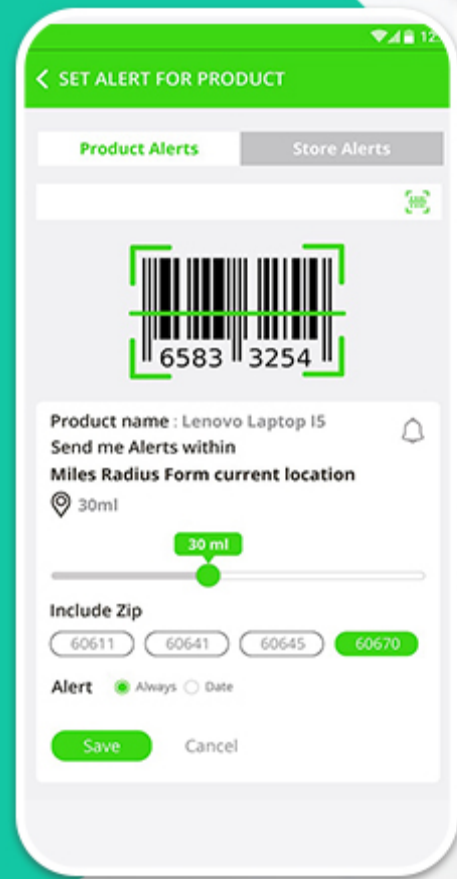 12:
SET ALERT FOR PRODUCT
Product Alerts Store Alerts
6583 3254
Product name : Lenovo Laptop I5
Send me Alerts within
Miles Radius Form current location
30ml
30 ml
Include Zip
60611 60641 60645 60670
Alert Always Date
Save Cancel